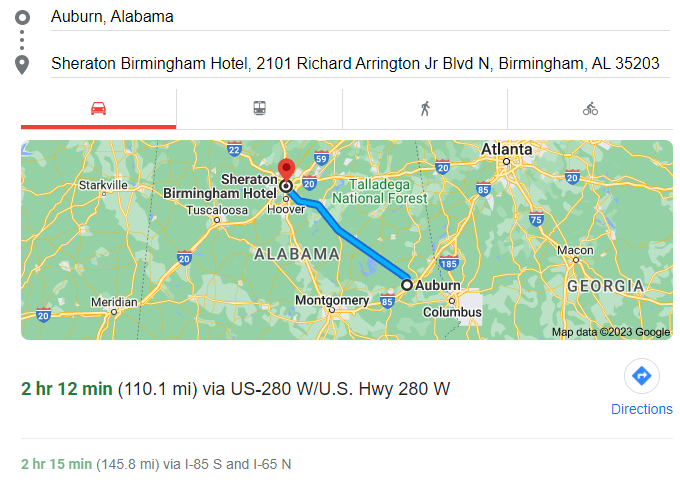 Auburn, Alabama
Sheraton Birmingham Hotel, 2101 Richard Arrington Jr Blvd N, Birmingham, AL 35203
22
59
Atlanta
20
20
Starkville
Sheraton
Birmingham Hotel
20
Talladega
National Forest
85
Tuscaloosa
Hoover
75
ALABAMA
20
185
Macon
Auburn
GEORGIA
Meridian
Montgomery
85
Columbus
20
Map data ©2023 Google
2 hr 12 min (110.1 mi) via US-280 W/U.S. Hwy 280 W
Directions
2 hr 15 min (145.8 mi) via I-85 S and I-65 N